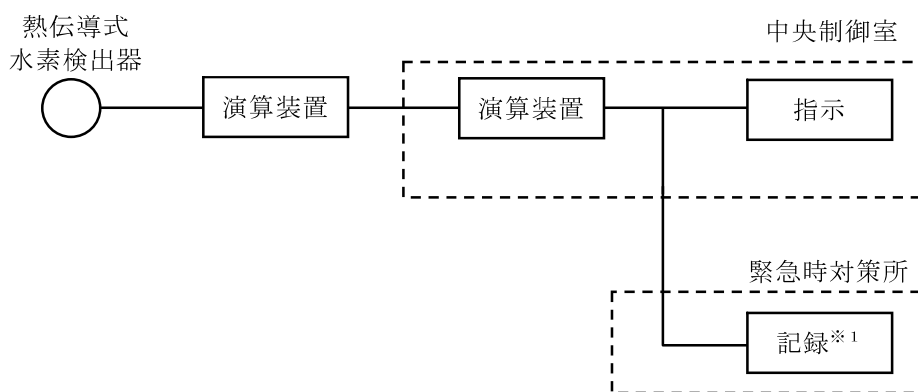 熱伝導式
水素検出器
中央制御室
演算装置
演算装置
指示
緊急時対策所
記録※1